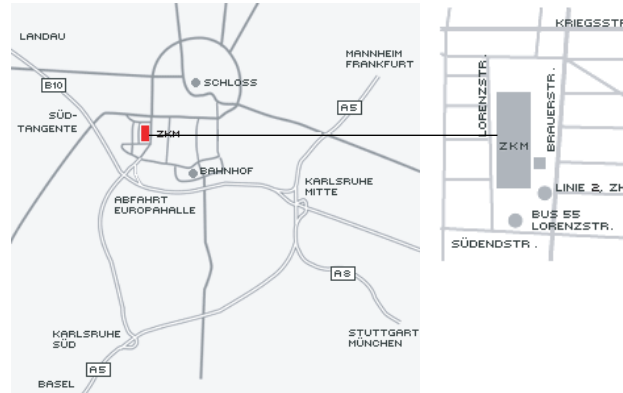 LANDAU
B10
SÜD-
TANGENTE
SCHLOSS
MANNHEIM
FRANKFURT
A5
ZKM
BAHNHOF
ABFAHRT
EUROPAHALLE
KARLSRUHE
MITTE
A8
STUTTGART
MÜNCHEN
KARLSRUHE
SÜD
A5
BASEL
KRIEGSSTR
LORENZSTR.
BRAUERSTR.
ZKM
LINIE 2, ZK
BUS 55
LORENZSTR.
SÜDENDSTR.